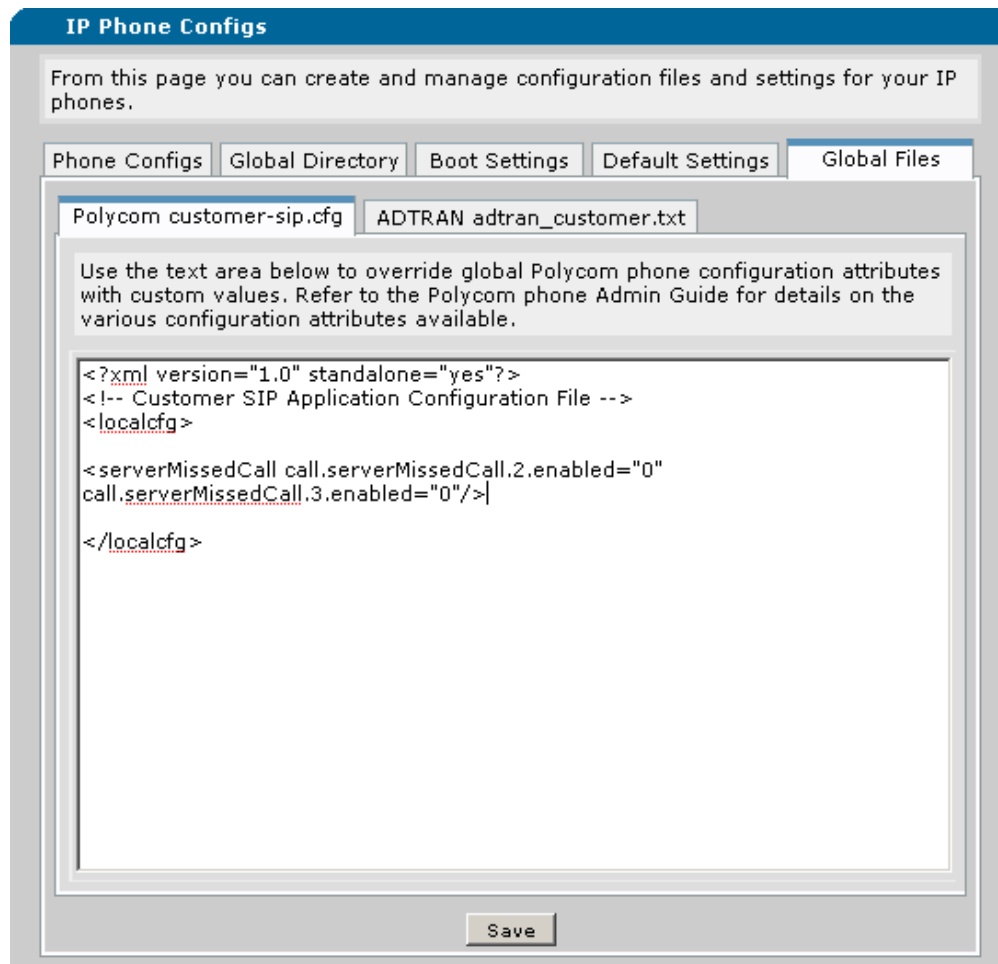 IP Phone Configs
From this page you can create and manage configuration files and settings for your IP
phones.
Phone Configs Global Directory Boot Settings Default Settings Global Files
Polycom customer-sip.cfg ADTRAN adtran_customer.txt
Use the text area below to override global Polycom phone configuration attributes
with custom values. Refer to the Polycom phone Admin Guide for details on the
various configuration attributes available.
<?xml version="1.0" standalone="yes"?>
<!-- Customer SIP Application Configuration File -->
<localcfg>
<serverMissedCall call.serverMissedCall.2.enabled="0"
call.serverMissedCall.3.enabled="0"/>
</localcfg>
Save